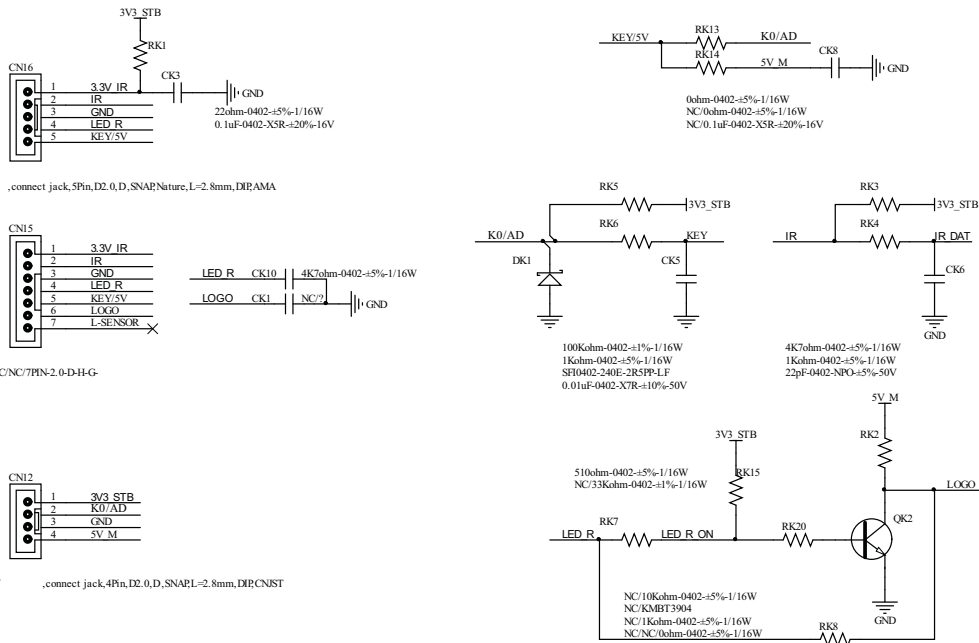 3V3_STB
RK1
CN16
CK3
1 3.3V_IR
2 IR
3 GND
4 LED_R
5 KEY/5V
GND
22ohm-0402-±5%-1/16W
0.1uF-0402-X5R-±20%-16V
,connect jack,5Pin,D2.0,D,SNAP,Nature,L=2.8mm,DIP,AMA
KEY/5V
RK13
K0/AD
RK14
5V_M
CK8
GND
0ohm-0402-±5%-1/16W
NC/0ohm-0402-±5%-1/16W
NC/0.1uF-0402-X5R-±20%-16V
CN15
1 3.3V_IR
2 IR
3 GND
4 LED_R
5 KEY/5V
6 LOGO
7 L-SENSOR
C/NC/7PIN-2.0-D-H-G-
LED_R CK10 4K7ohm-0402-±5%-1/16W
LOGO CK1 NC/?
GND
RK5
3V3_STB
K0/AD
RK6
KEY
DK1
CK5
100Kohm-0402-±1%-1/16W
1Kohm-0402-±5%-1/16W
SFI0402-240E-2R5PP-LF
0.01uF-0402-X7R-±10%-50V
RK3
3V3_STB
IR
RK4
IR_DAT
CK6
GND
4K7ohm-0402-±5%-1/16W
1Kohm-0402-±5%-1/16W
22pF-0402-NPO-±5%-50V
CN12
1 3V3_STB
2 K0/AD
3 GND
4 5V_M
,connect jack,4Pin,D2.0,D,SNAP,L=2.8mm,DIP,CNJST
5V_M
RK2
3V3_STB
510ohm-0402-±5%-1/16W
NC/33Kohm-0402-±1%-1/16W
RK15
LOGO
QK2
LED_R
RK7
LED_R_ON
RK20
GND
NC/10Kohm-0402-±5%-1/16W
NC/KMBT3904
NC/1Kohm-0402-±5%-1/16W
NC/NC/0ohm-0402-±5%-1/16W
RK8